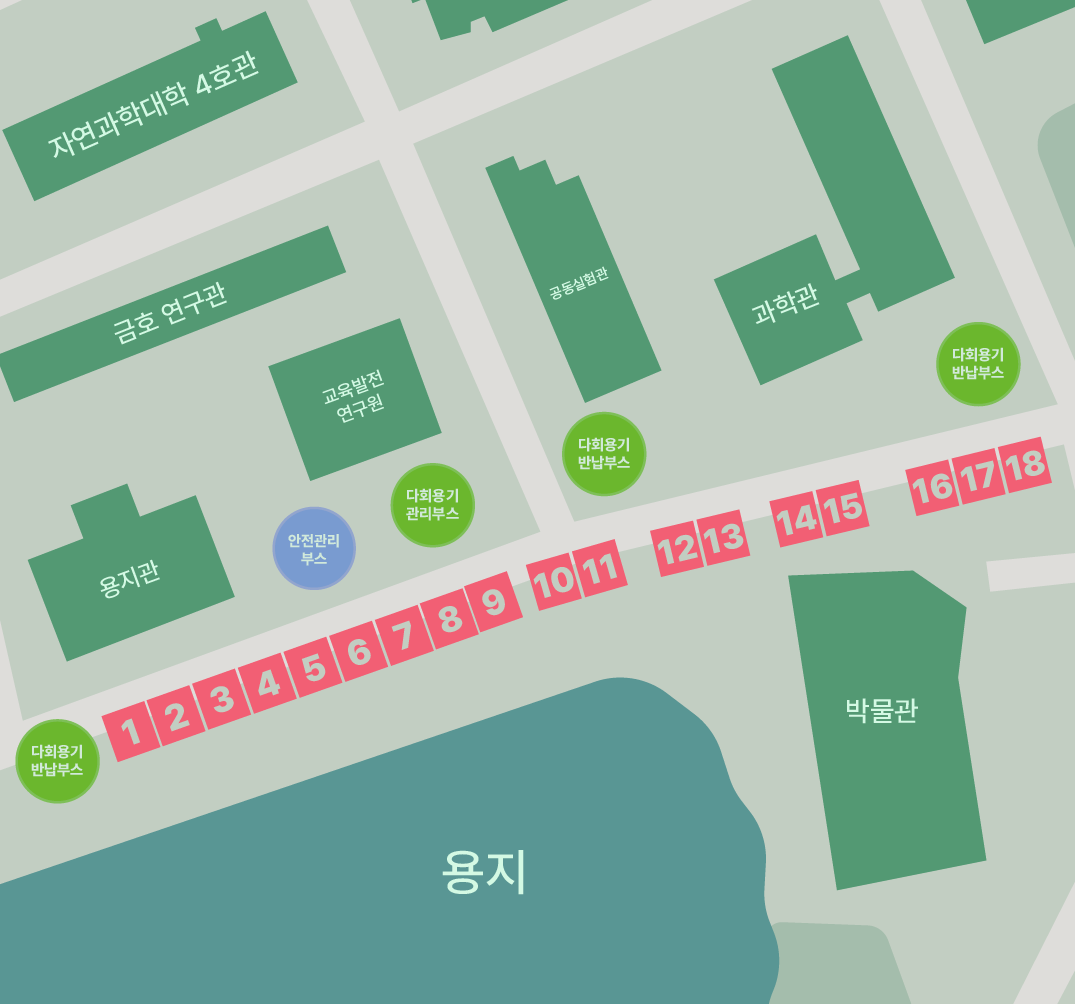 자연과학대학 4호관
금호 연구관
공동실험관
과학관
교육발전
연구원
다회용기
반납부스
다회용기
반납부스
다회용기
관리부스
안전관리
부스
용지관
다회용기
반납부스
1 2 3 4 5 6 7 8 9 10 11 12 13 14 15 16 17 18
박물관
용지